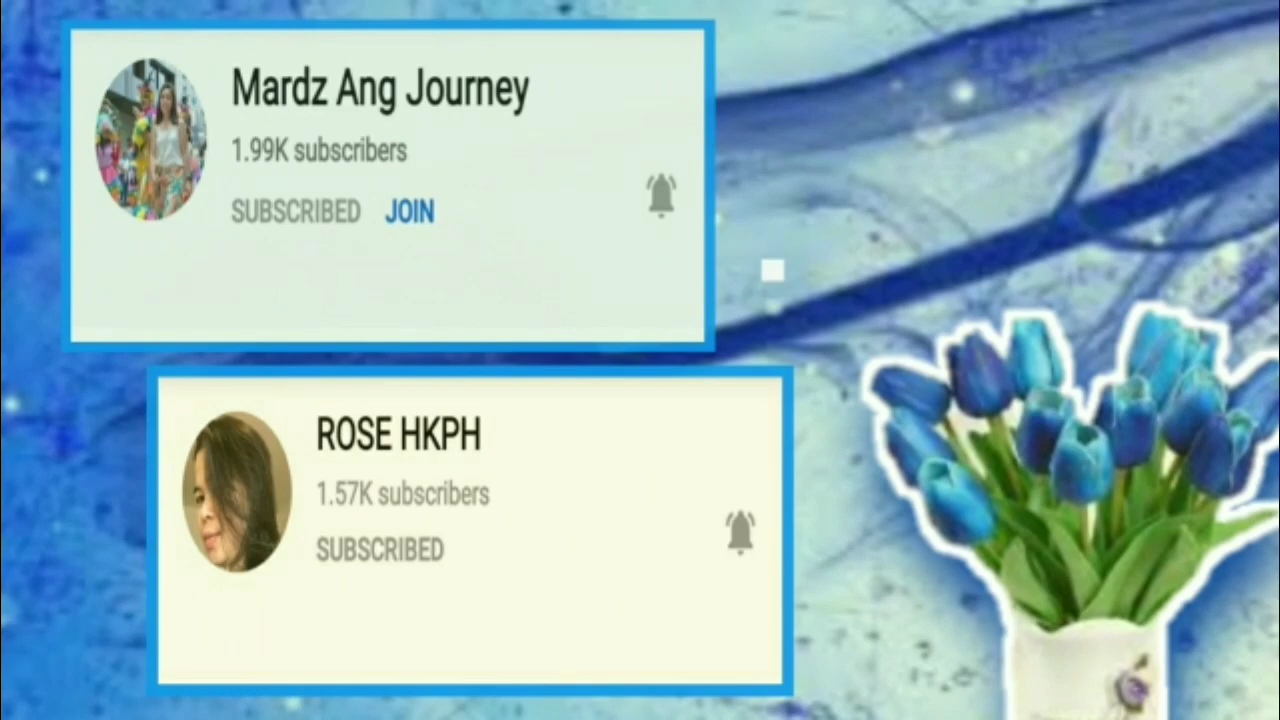 Mardz Ang Journey
1.99K subscribers
SUBSCRIBED JOIN
ROSE HKPH
1.57K subscribers
SUBSCRIBED